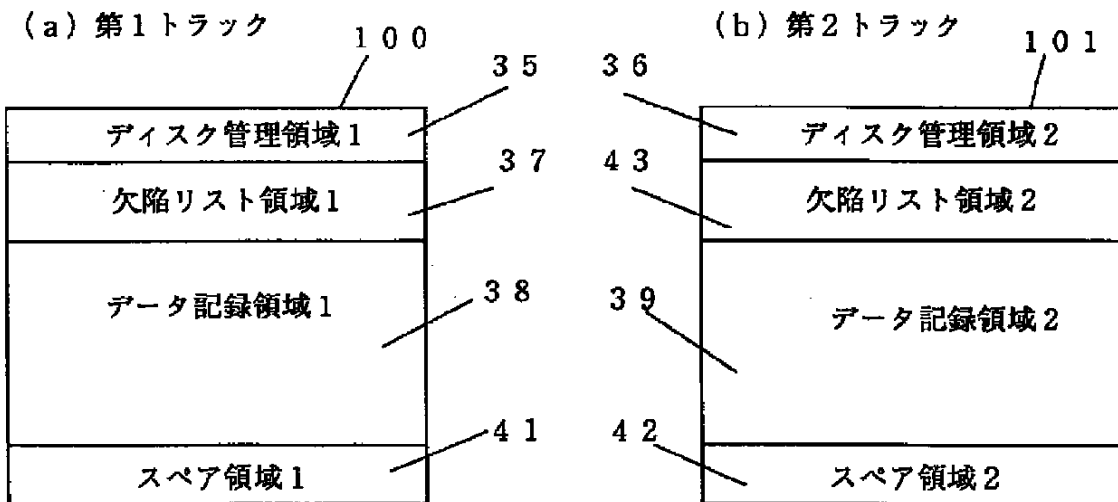 (a)第1トラック
100
35
ディスク管理領域1
37
欠陥リスト領域1
データ記録領域1
38
41
スペア領域1
(b)第2トラック
101
36
ディスク管理領域2
43
欠陥リスト領域2
39
データ記録領域2
42
スペア領域2